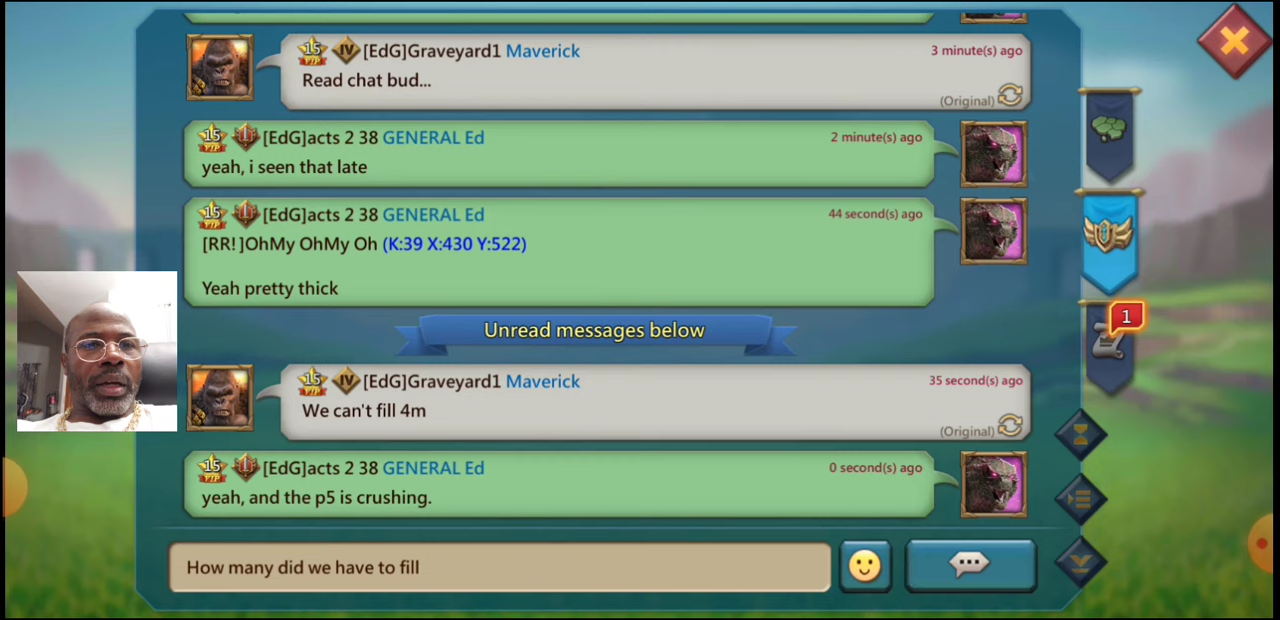 15 VIP IV [EdG]Graveyard1 Maverick 3 minute(s) ago
Read chat bud...
(Original)
15 VIP [EdG]acts 2 38 GENERAL Ed 2 minute(s) ago
yeah, i seen that late
15 VIP [EdG]acts 2 38 GENERAL Ed 44 second(s) ago
[RR! ]OhMy OhMy Oh (K:39 X:430 Y:522)
Yeah pretty thick
1
Unread messages below
15 VIP IV [EdG]Graveyard1 Maverick 35 second(s) ago
We can't fill 4m
(Original)
15 VIP [EdG]acts 2 38 GENERAL Ed 0 second(s) ago
yeah, and the p5 is crushing.
How many did we have to fill